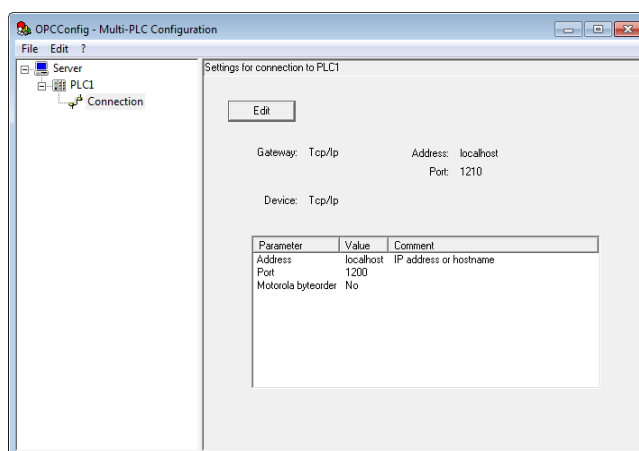 OPCConfig - Multi-PLC Configuration
File Edit ?
Server
PLC1
Connection
Settings for connection to PLC1
Edit
Gateway: Tcp/Ip Address: localhost
Port: 1210
Device: Tcp/Ip
Parameter Value Comment
Address localhost IP address or hostname
Port 1200
Motorola byteorder No